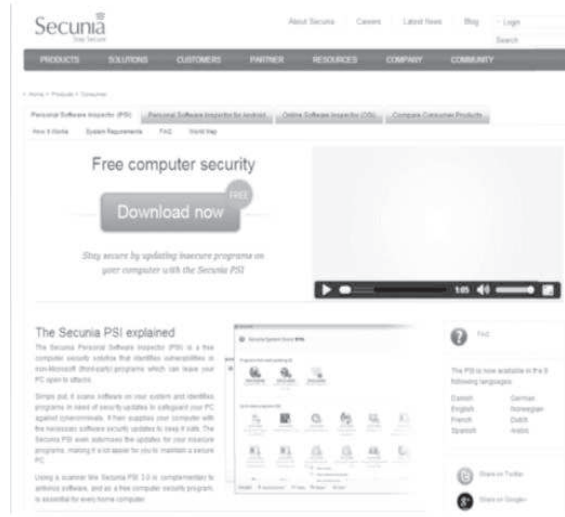 Secunia
Stay Secure
About Secunia Careers Latest News Blog Login
Search
PRODUCTS SOLUTIONS CUSTOMERS PARTNER RESOURCES COMPANY COMMUNITY
Home > Products > Consumer
Personal Software Inspector (PSI) Personal Software Inspector for Android Online Software Inspector (OSI) Compare Consumer Products
How it Works System Requirements FAQ World Map
Free computer security
FREE
Download now
Stay secure by updating insecure programs on
your computer with the Secunia PSI
1:05
The Secunia PSI explained
The Secunia Personal Software Inspector (PSI) is a free
computer security solution that identifies vulnerabilities in
non-Microsoft (third-party) programs which can leave your
PC open to attacks.
Simply put, it scans software on your system and identifies
programs in need of security updates to safeguard your PC
against cybercriminals. It then supplies your computer with
the necessary software security updates to keep it safe. The
Secunia PSI even automates the updates for your insecure
programs, making it a lot easier for you to maintain a secure
PC.
Using a scanner like Secunia PSI 3.0 is complementary to
antivirus software, and as a free computer security program,
is essential for every home computer.
Secunia System Score
FAQ
The PSI is now available in the 8
following languages:
Danish German
English Norwegian
French Dutch
Spanish Arabic
Share on Twitter
Share on Google+